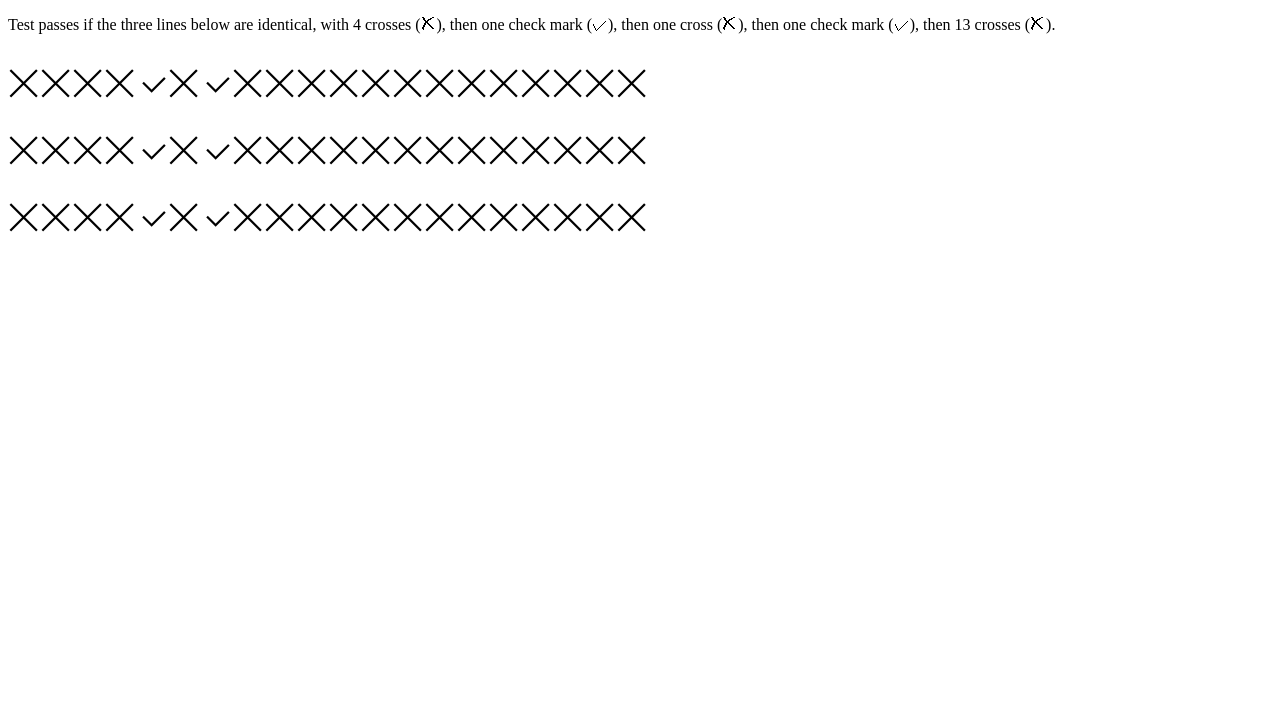 Test passes if the three lines below are identical, with 4 crosses (✗), then one check mark (✓), then one cross (✗), then one check mark (✓), then 13 crosses (✗).
✗✗✗✗✓✗✓✗✗✗✗✗✗✗✗✗✗✗✗✗
✗✗✗✗✓✗✓✗✗✗✗✗✗✗✗✗✗✗✗✗
✗✗✗✗✓✗✓✗✗✗✗✗✗✗✗✗✗✗✗✗